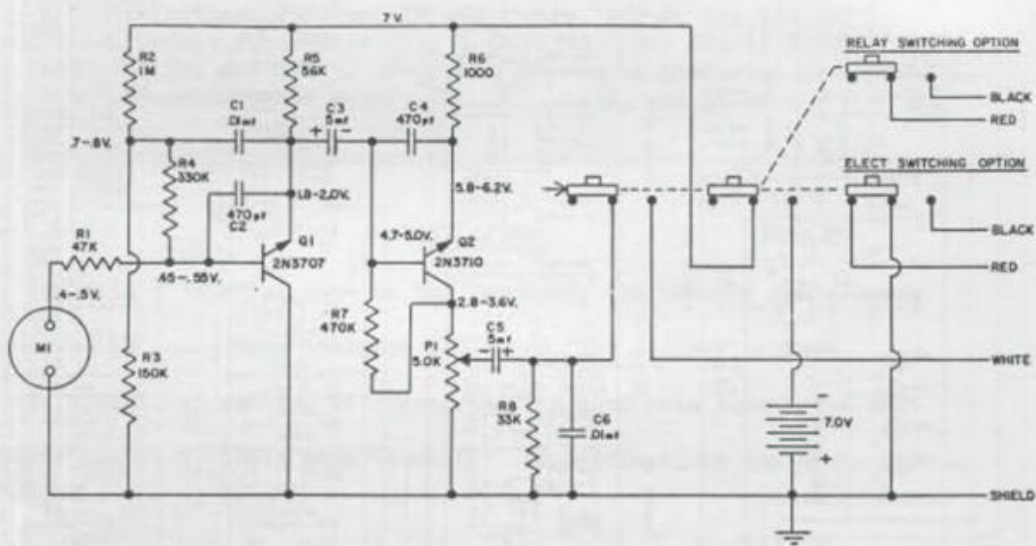 7 V.
R2
1M
R5
56K
R6
1000
RELAY SWITCHING OPTION
BLACK
RED
C1
.01mf
C3
5mf
+ -
C4
470pf
.7-.8V.
R4
330K
470pf
C2
1.8-2.0V.
5.8-6.2V.
ELECT SWITCHING OPTION
R1
47K
Q1
2N3707
4.7-5.0V.
Q2
2N3710
BLACK
RED
.45-.55V.
.4-.5V.
M1
R7
470K
2.8-3.6V.
C5
.5mf
- +
P1
5.0K
WHITE
R3
150K
R8
33K
C6
.01mf
-
7.0V
+
SHIELD